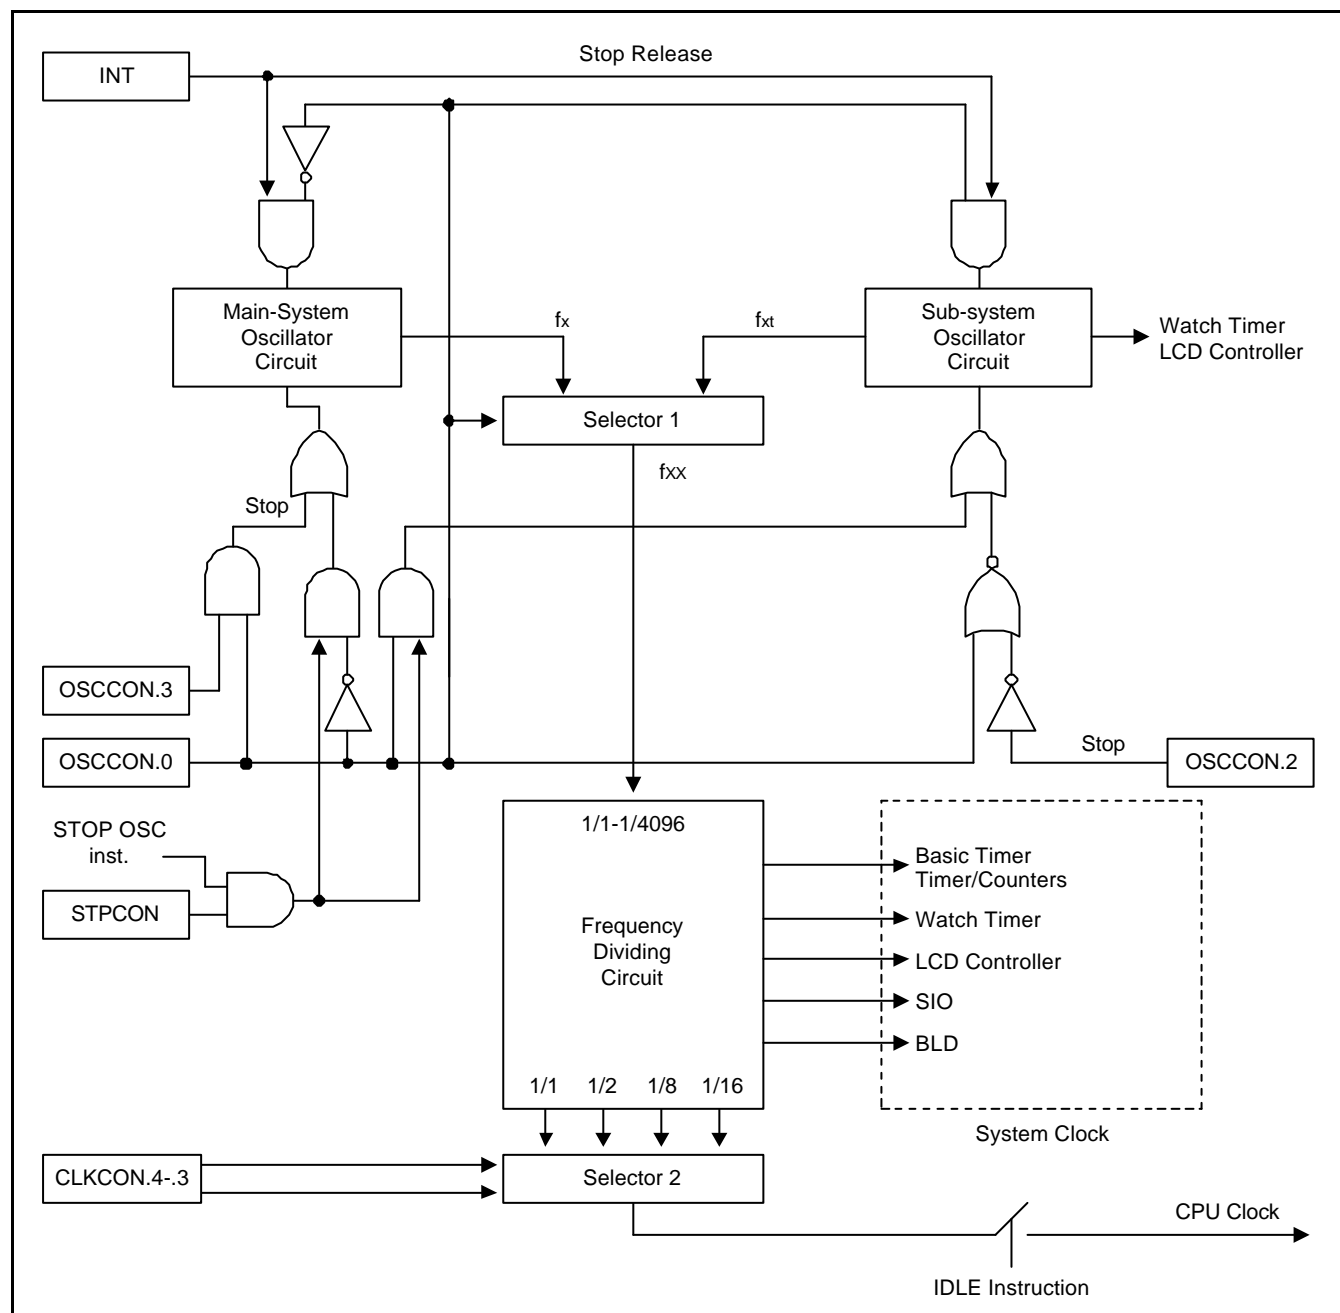 Stop Release
INT
Main-System
Oscillator
Circuit
fx
fxt
Sub-system
Oscillator
Circuit
Watch Timer
LCD Controller
Selector 1
fxx
Stop
OSCCON.3
OSCCON.0
Stop
OSCCON.2
STOP OSC
inst.
STPCON
1/1-1/4096
Frequency
Dividing
Circuit
Basic Timer
Timer/Counters
Watch Timer
LCD Controller
SIO
BLD
1/1 1/2 1/8 1/16
System Clock
CLKCON.4-.3
Selector 2
CPU Clock
IDLE Instruction